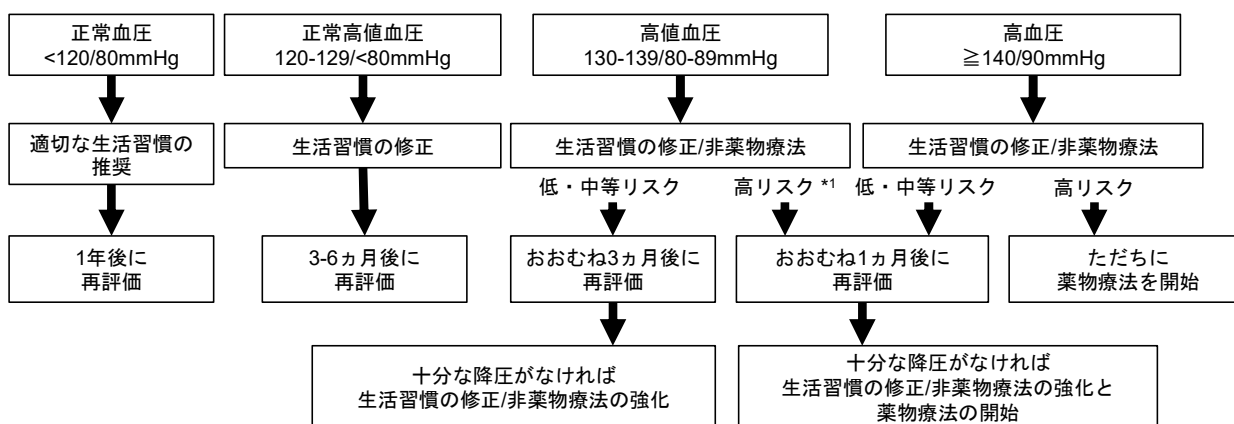 正常血圧
<120/80mmHg
正常高値血圧
120-129/<80mmHg
高値血圧
130-139/80-89mmHg
高血圧
≧140/90mmHg
適切な生活習慣の
推奨
生活習慣の修正
生活習慣の修正/非薬物療法
生活習慣の修正/非薬物療法
低・中等リスク
高リスク *1
低・中等リスク
高リスク
1年後に
再評価
3-6ヵ月後に
再評価
おおむね3ヵ月後に
再評価
おおむね1ヵ月後に
再評価
ただちに
薬物療法を開始
十分な降圧がなければ
生活習慣の修正/非薬物療法の強化
十分な降圧がなければ
生活習慣の修正/非薬物療法の強化と
薬物療法の開始